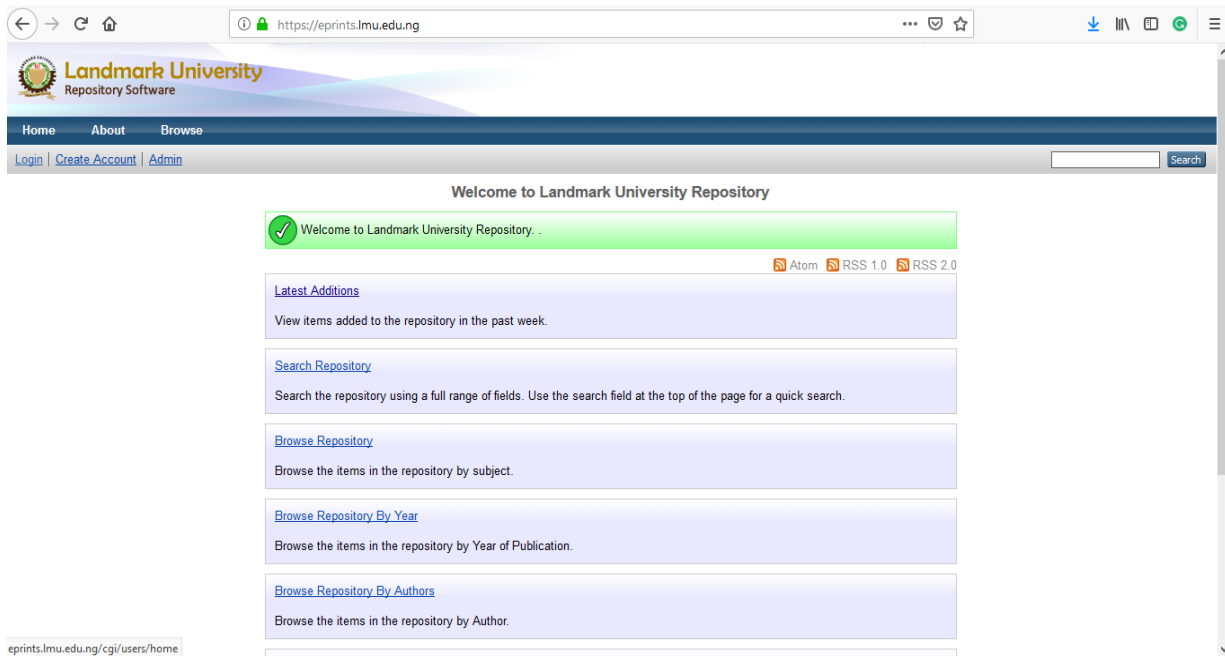 https://eprints.lmu.edu.ng
Landmark University
Repository Software
Home About Browse
Login | Create Account | Admin Search
Welcome to Landmark University Repository
Welcome to Landmark University Repository. .
Atom RSS 1.0 RSS 2.0
Latest Additions
View items added to the repository in the past week.
Search Repository
Search the repository using a full range of fields. Use the search field at the top of the page for a quick search.
Browse Repository
Browse the items in the repository by subject.
Browse Repository By Year
Browse the items in the repository by Year of Publication.
Browse Repository By Authors
Browse the items in the repository by Author.
eprints.lmu.edu.ng/cgi/users/home